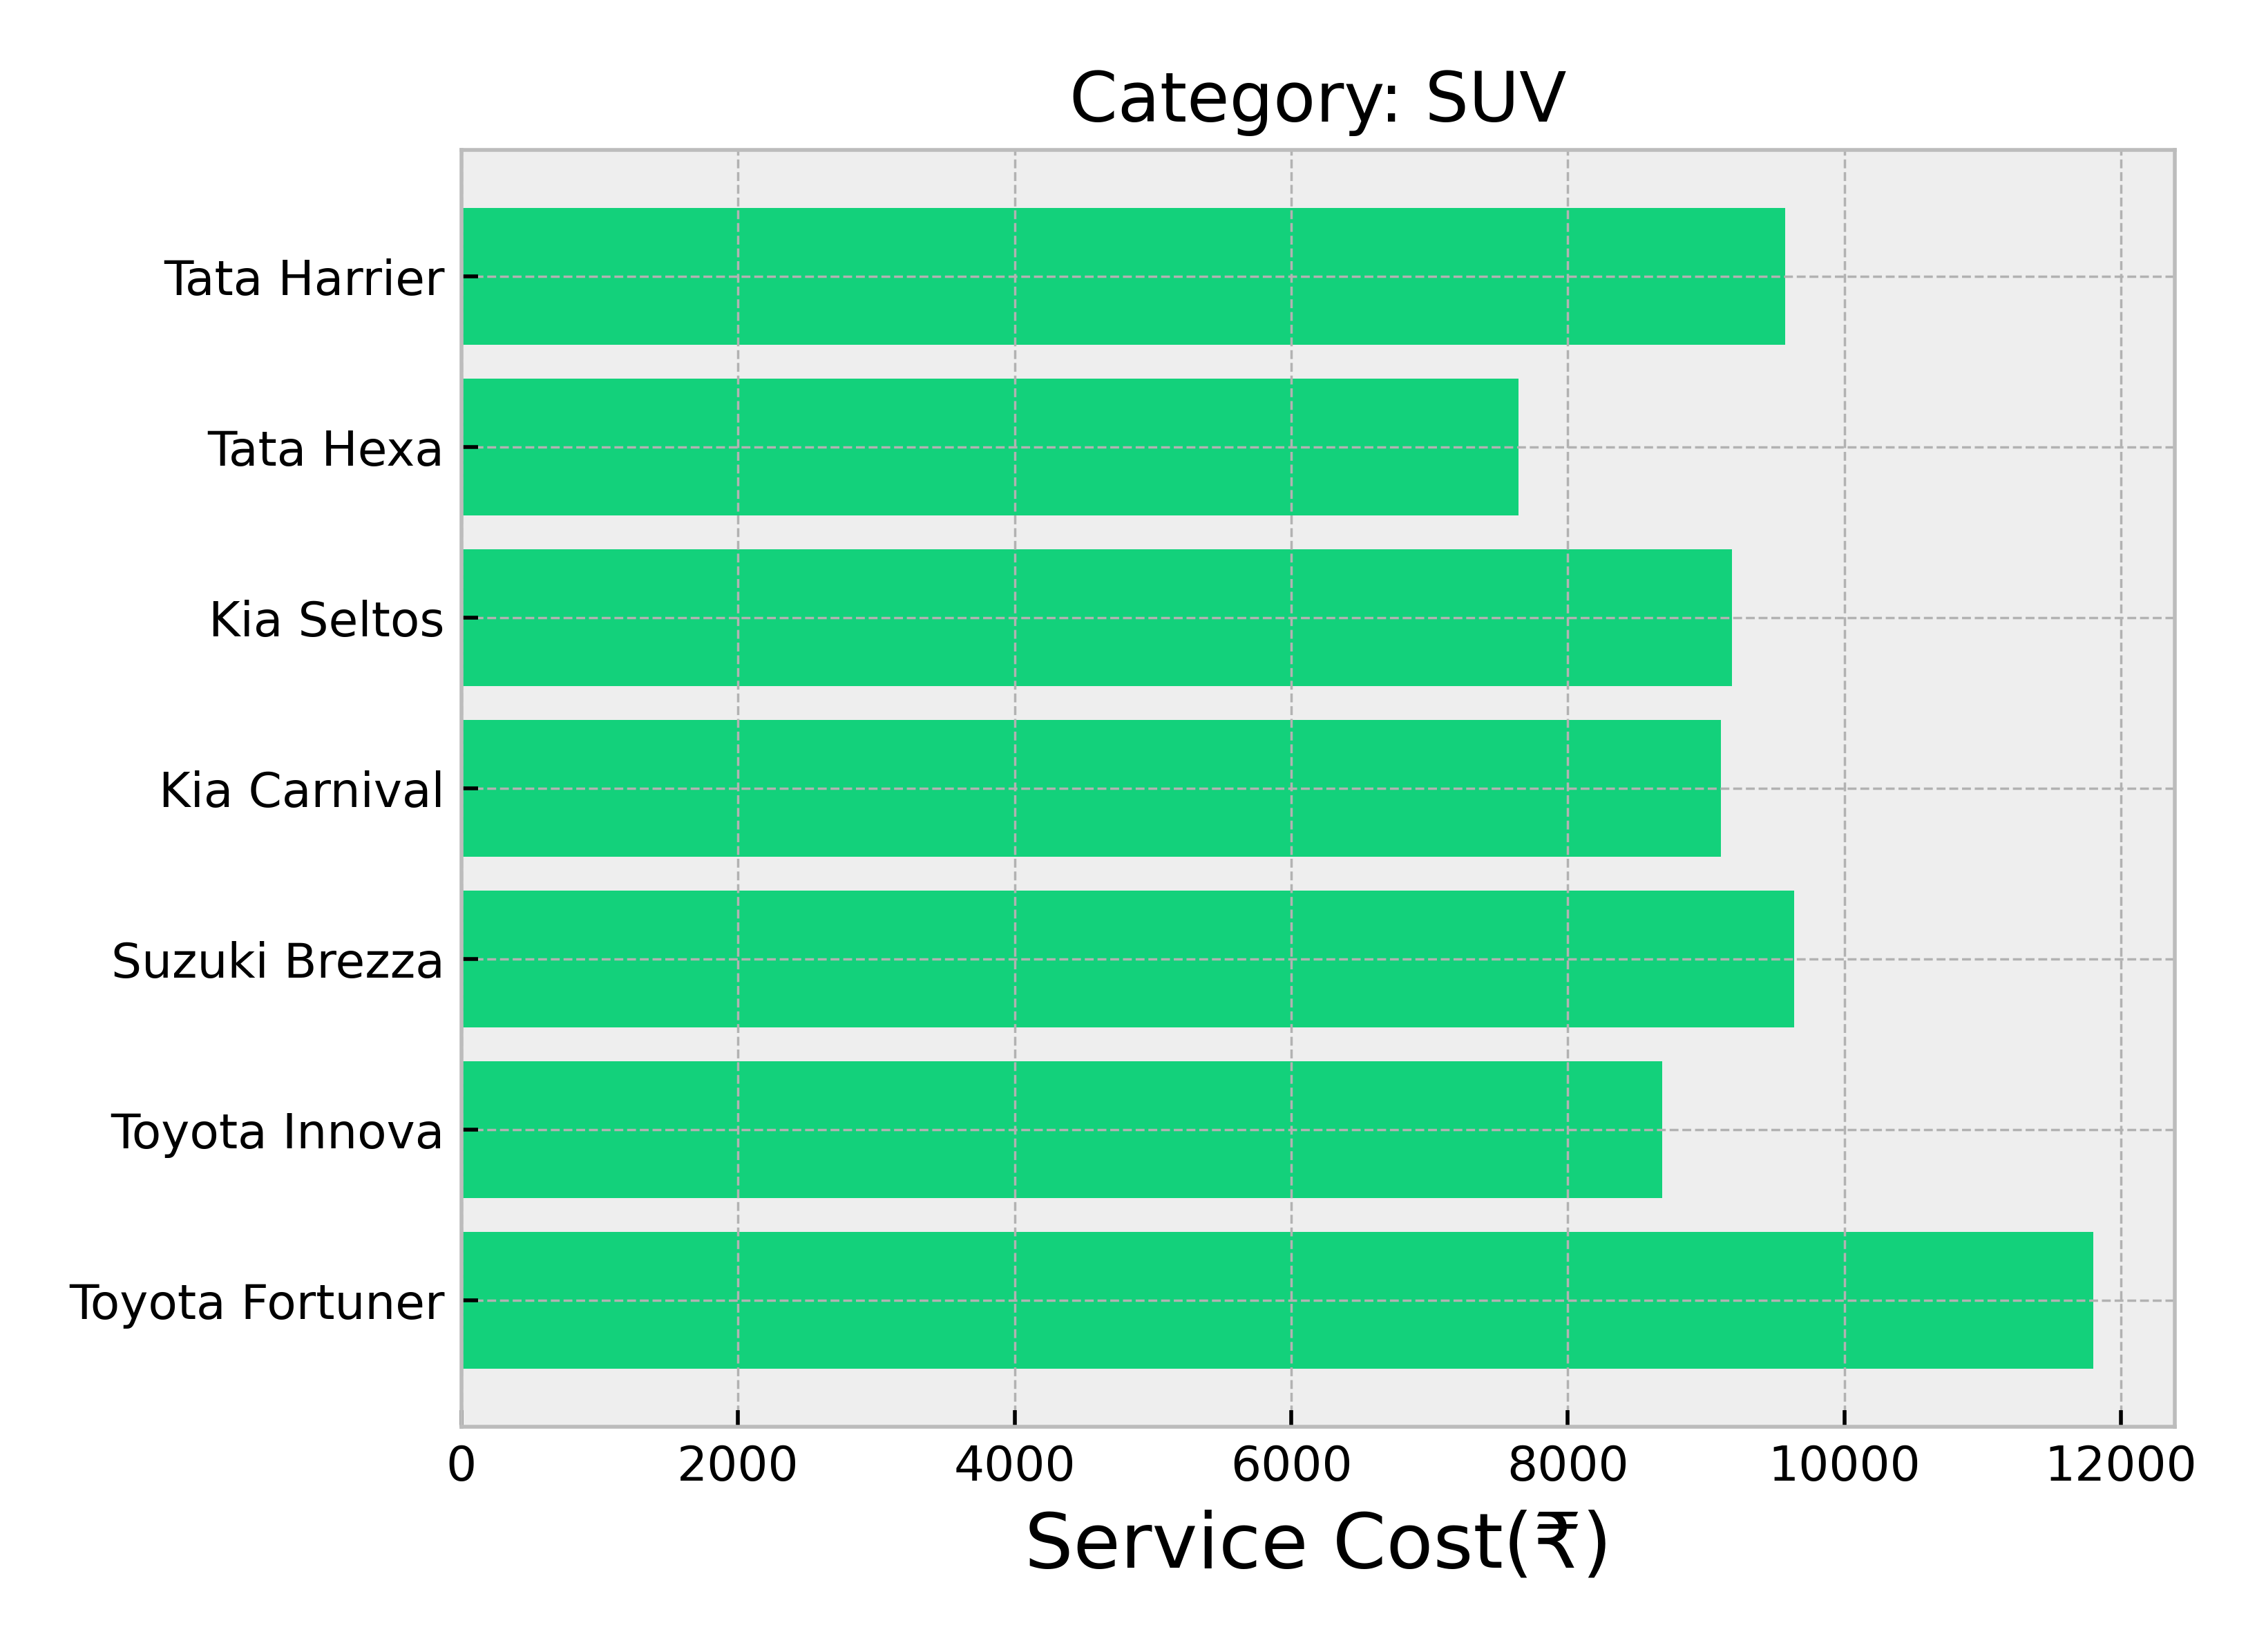 Category: SUV
Tata Harrier
Tata Hexa
Kia Seltos
Kia Carnival
Suzuki Brezza
Toyota Innova
Toyota Fortuner
0 2000 4000 6000 8000 10000 12000
Service Cost(₹)